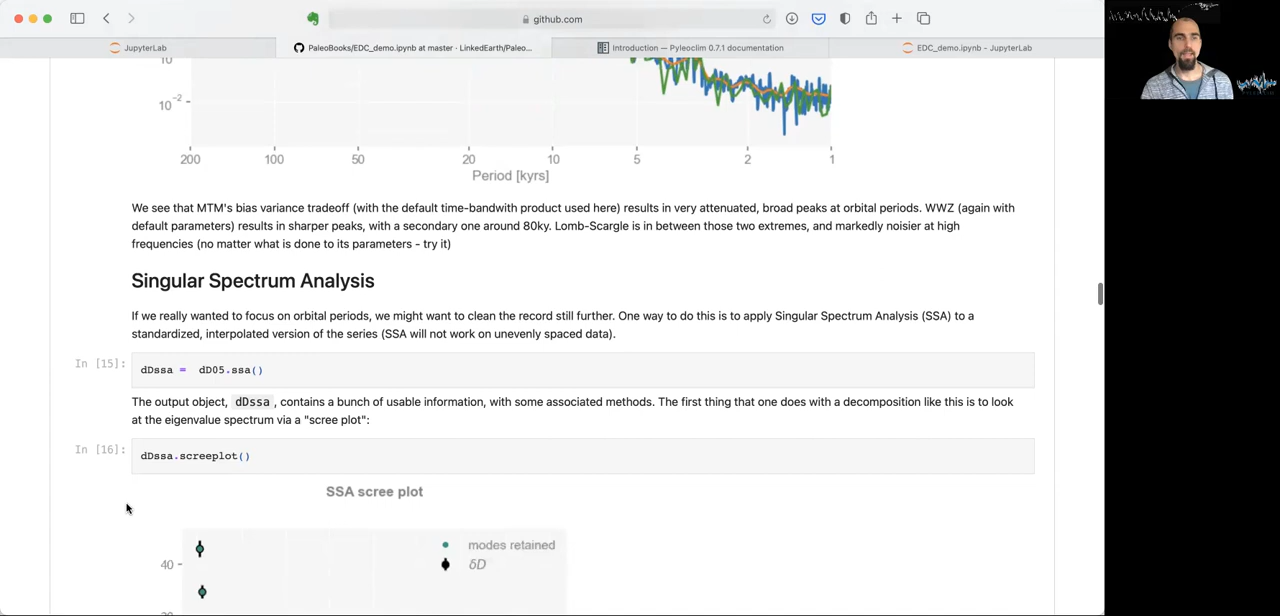 github.com
JupyterLab
PaleoBooks/EDC_demo.ipynb at master · LinkedEarth/Paleo...
Introduction — Pyleoclim 0.7.1 documentation
EDC_demo.ipynb - JupyterLab
10
10-2
200 100 50 20 10 5 2 1
Period [kyrs]
We see that MTM's bias variance tradeoff (with the default time-bandwith product used here) results in very attenuated, broad peaks at orbital periods. WWZ (again with
default parameters) results in sharper peaks, with a secondary one around 80ky. Lomb-Scargle is in between those two extremes, and markedly noisier at high
frequencies (no matter what is done to its parameters - try it)
Singular Spectrum Analysis
If we really wanted to focus on orbital periods, we might want to clean the record still further. One way to do this is to apply Singular Spectrum Analysis (SSA) to a
standardized, interpolated version of the series (SSA will not work on unevenly spaced data).
In [15]: dDssa = dD05.ssa()
The output object, dDssa , contains a bunch of usable information, with some associated methods. The first thing that one does with a decomposition like this is to look
at the eigenvalue spectrum via a "scree plot":
In [16]: dDssa.screeplot()
SSA scree plot
modes retained
40
δD